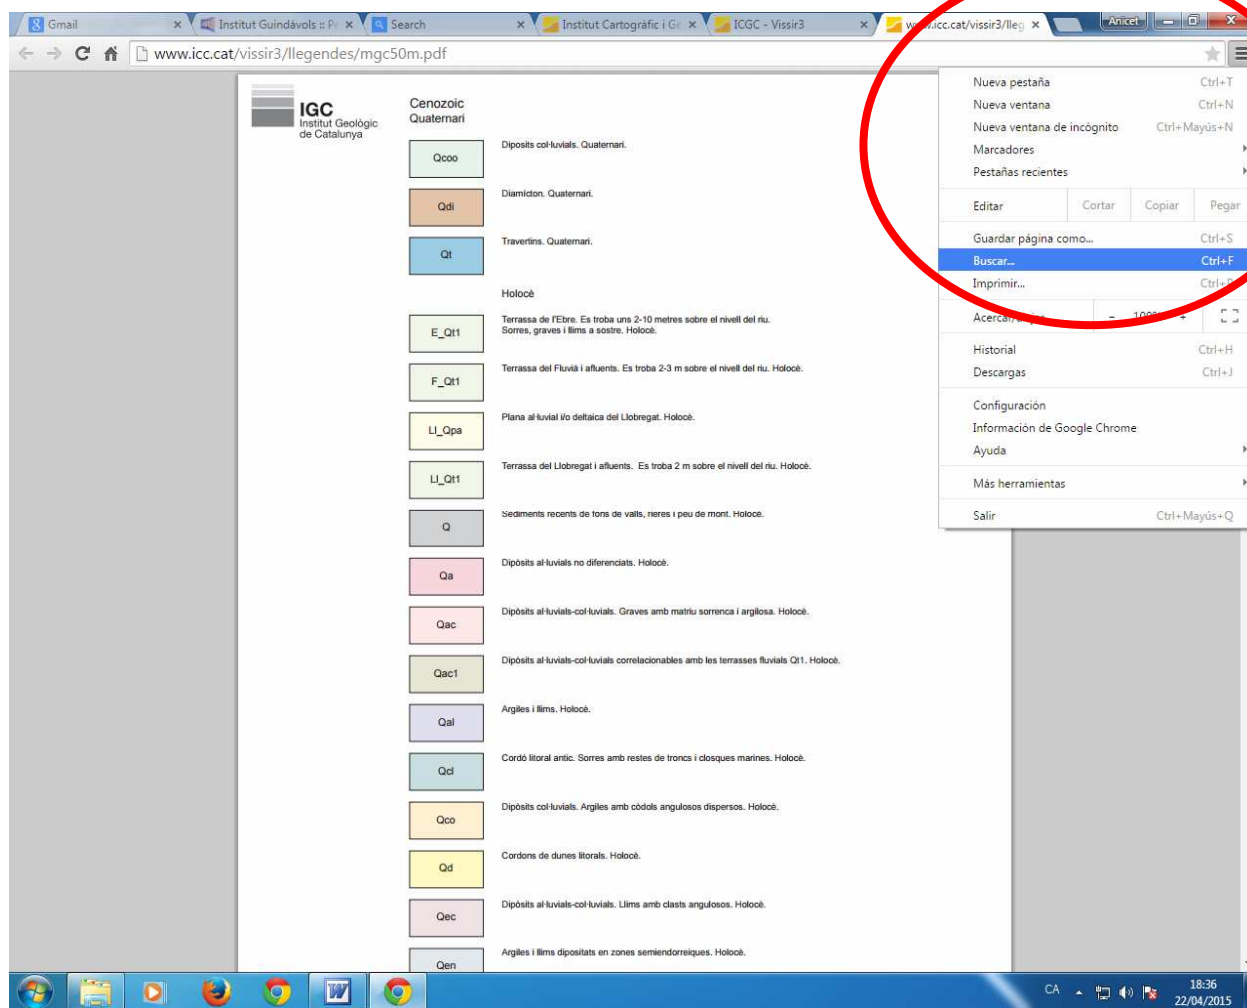 Gmail
Institut Guindàvols :: Pe
Search
Institut Cartogràfic i Ge
ICGC - Vissir3
www.icc.cat/vissir3/lleg
Anicet
www.icc.cat/vissir3/llegendes/mgc50m.pdf
IGC
Institut Geològic
de Catalunya
Cenozoic
Quaternari
Qcoo
Diposits col·luvials. Quaternari.
Qdi
Diamicton. Quaternari.
Qt
Travertins. Quaternari.
Holocè
E_Qt1
Terrassa de l'Ebre. Es troba uns 2-10 metres sobre el nivell del riu.
Sorres, graves i llims a sostre. Holocè.
F_Qt1
Terrassa del Fluvià i afluents. Es troba 2-3 m sobre el nivell del riu. Holocè.
Ll_Qpa
Plana al·luvial i/o deltaica del Llobregat. Holocè.
Ll_Qt1
Terrassa del Llobregat i afluents. Es troba 2 m sobre el nivell del riu. Holocè.
Q
Sediments recents de fons de valls, rieres i peu de mont. Holocè.
Qa
Dipòsits al·luvials no diferenciats. Holocè.
Qac
Dipòsits al·luvials-col·luvials. Graves amb matriu sorrenca i argilosa. Holocè.
Qac1
Dipòsits al·luvials-col·luvials correlacionables amb les terrasses fluvials Qt1. Holocè.
Qal
Argiles i llims. Holocè.
Qcl
Cordó litoral antic. Sorres amb restes de troncs i closques marines. Holocè.
Qco
Dipòsits col·luvials. Argiles amb còdols angulosos dispersos. Holocè.
Qd
Cordons de dunes litorals. Holocè.
Qec
Dipòsits al·luvials-col·luvials. Llims amb clasts angulosos. Holocè.
Qen
Argiles i llims dipositats en zones semiendorreiques. Holocè.
Nueva pestaña Ctrl+T
Nueva ventana Ctrl+N
Nueva ventana de incógnito Ctrl+Mayús+N
Marcadores
Pestañas recientes
Editar Cortar Copiar Pegar
Guardar página como... Ctrl+S
Buscar... Ctrl+F
Imprimir... Ctrl+P
100%
Historial Ctrl+H
Descargas Ctrl+J
Configuración
Información de Google Chrome
Ayuda
Más herramientas
Salir Ctrl+Mayús+Q
CA
18:36
22/04/2015